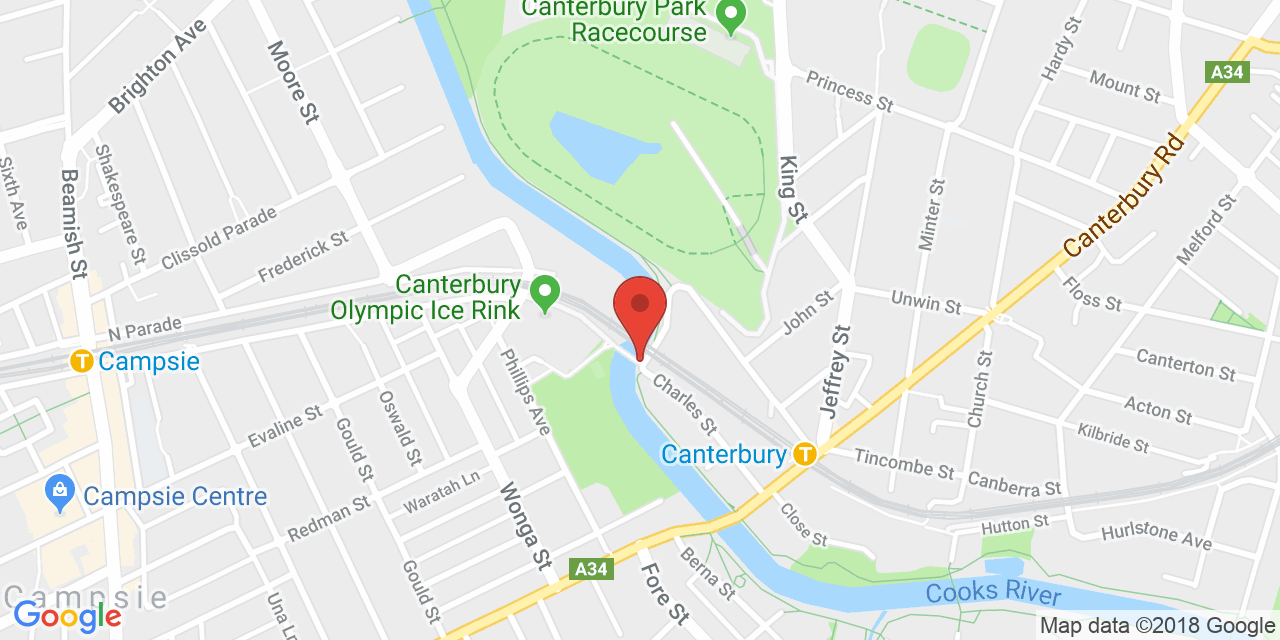 Canterbury Park
Racecourse
Brighton Ave
Moore St
Hardy St
A34
Mount St
Princess St
Canterbury Rd
Sixth Ave
Shakespeare St
Beamish St
King St
Minter St
Melford St
Clissold Parade
Frederick St
Canterbury
Olympic Ice Rink
Unwin St
Floss St
John St
N Parade
Campsie
Jeffrey St
Phillips Ave
Charles St
Church St
Canterton St
Acton St
Kilbride St
Evaline St
Oswald St
Gould St
Canterbury
Tincombe St
Canberra St
Waratah Ln
Campsie Centre
Redman St
Wonga St
Close St
Hutton St
Hurlstone Ave
A34
Berna St
Gould St
Fore St
Una Ln
Cooks River
Campsie
Google
Map data ©2018 Google